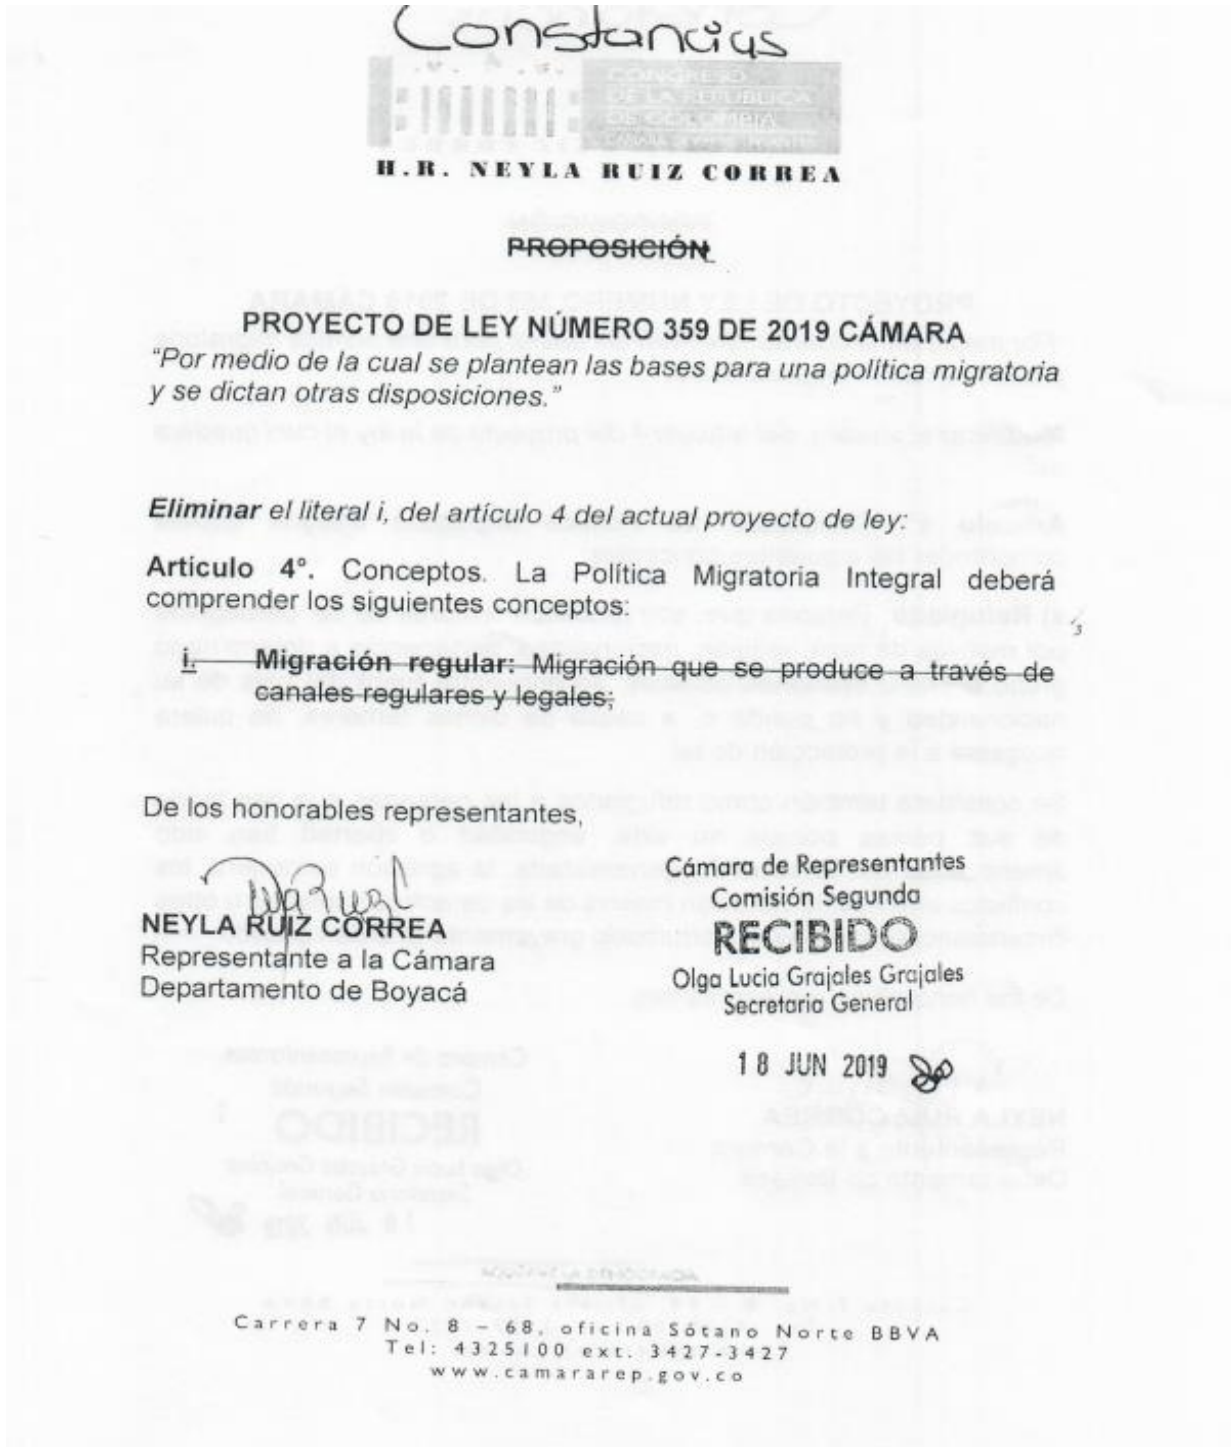 Constancias
CONGRESO
DE LA REPÚBLICA
DE COLOMBIA
H.R. NEYLA RUIZ CORREA
PROPOSICIÓN
PROYECTO DE LEY NÚMERO 359 DE 2019 CÁMARA
"Por medio de la cual se plantean las bases para una política migratoria
y se dictan otras disposiciones."
Eliminar el literal i, del artículo 4 del actual proyecto de ley:
Artículo 4°. Conceptos. La Política Migratoria Integral deberá
comprender los siguientes conceptos:
i. Migración regular: Migración que se produce a través de
canales regulares y legales;
De los honorables representantes,
NEYLA RUIZ CORREA
Representante a la Cámara
Departamento de Boyacá
Cámara de Representantes
Comisión Segunda
RECIBIDO
Olga Lucia Grajales Grajales
Secretaria General
18 JUN 2019
Carrera 7 No. 8 – 68, oficina Sótano Norte BBVA
Tel: 4325100 ext. 3427-3427
www.camararep.gov.co